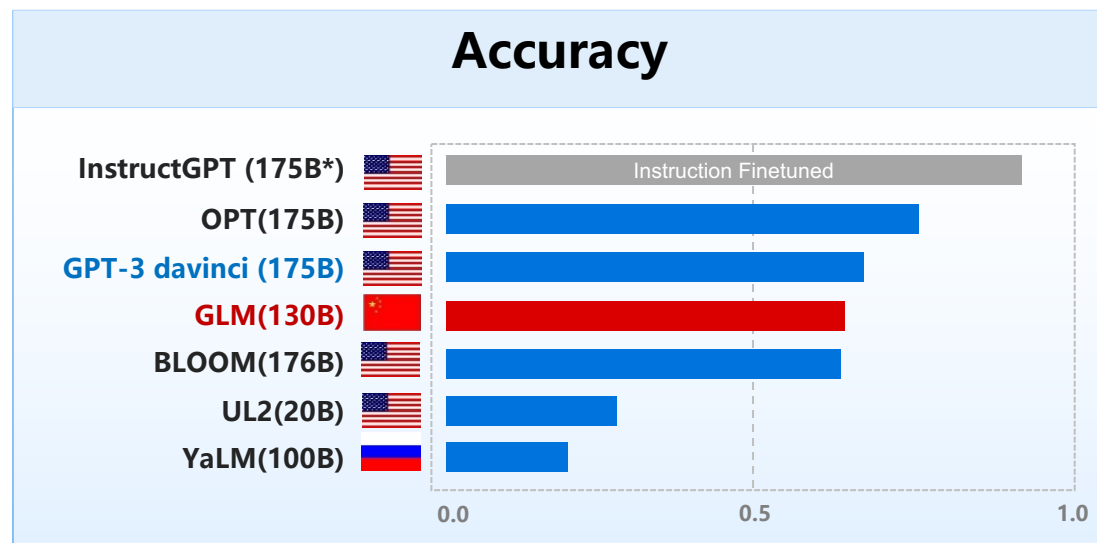 Accuracy
InstructGPT (175B*)
Instruction Finetuned
OPT(175B)
GPT-3 davinci (175B)
GLM(130B)
BLOOM(176B)
UL2(20B)
YaLM(100B)
0.0 0.5 1.0